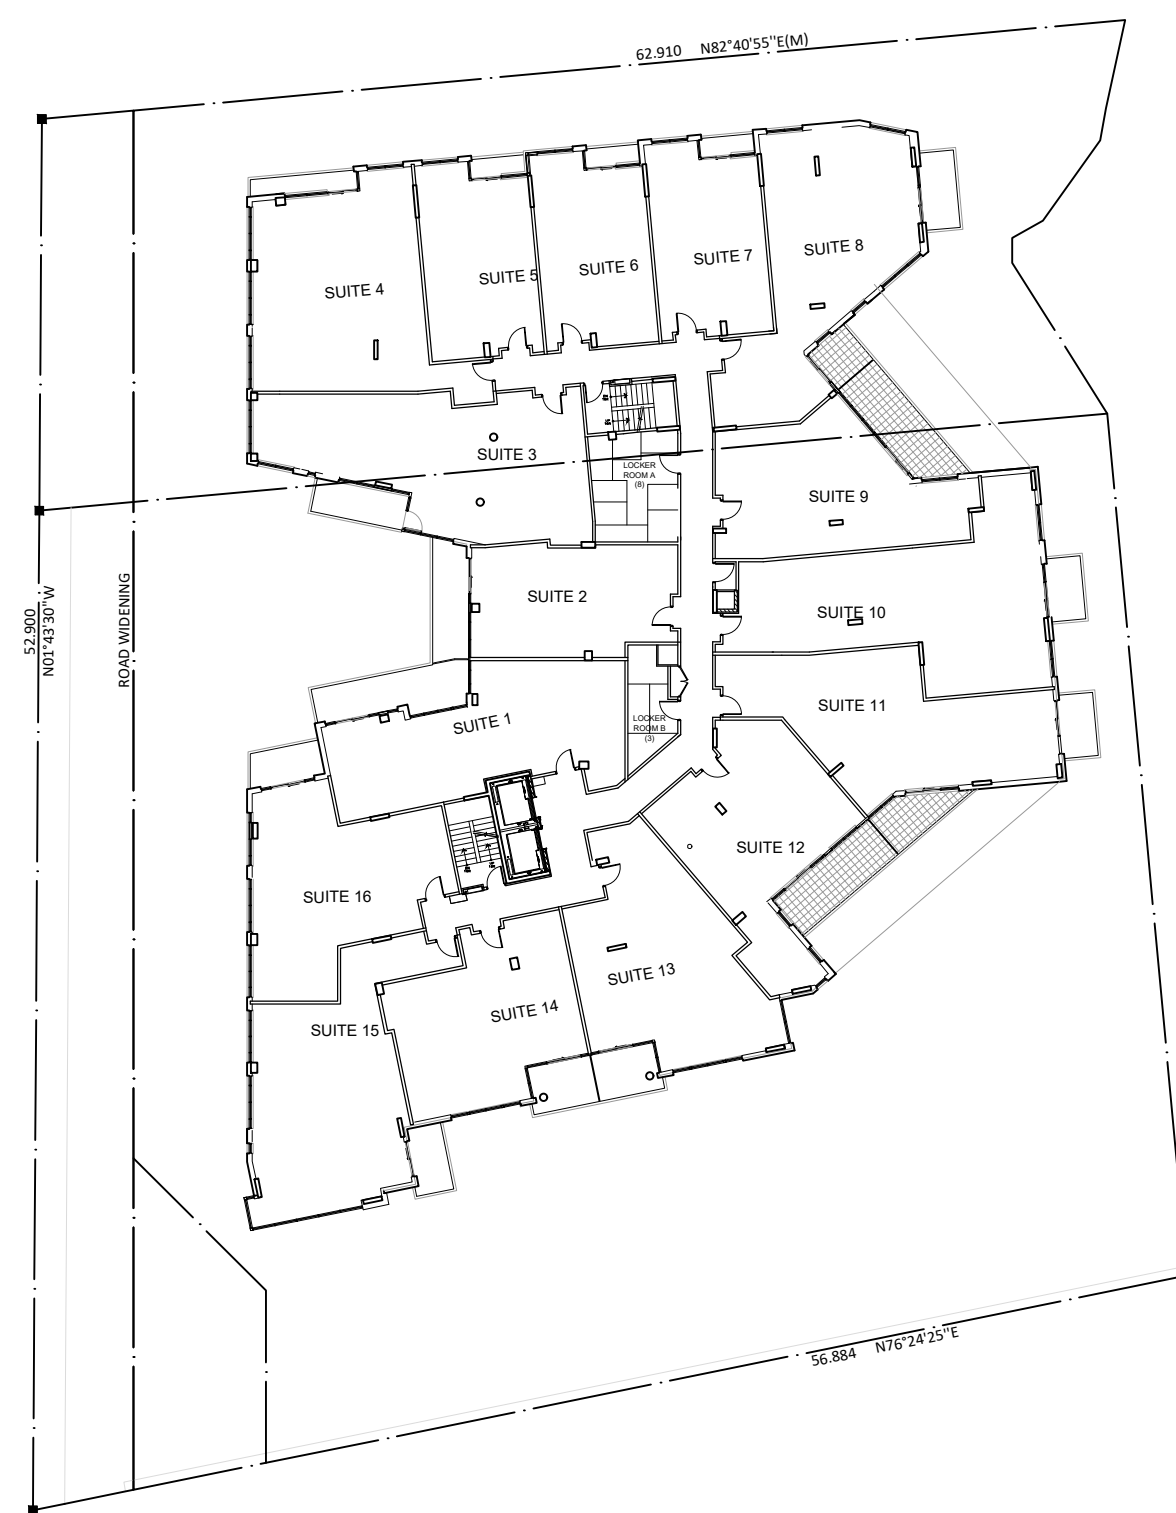 62.910 N82°40'55"E(M)
SUITE 8
SUITE 7
SUITE 6
SUITE 5
SUITE 4
SUITE 3
LOCKER
ROOM A
(8)
SUITE 9
SUITE 2
SUITE 10
52.900
N01°43'30"W
ROAD WIDENING
SUITE 11
SUITE 1
LOCKER
ROOM B
(3)
SUITE 12
SUITE 16
SUITE 13
SUITE 14
SUITE 15
56.884 N76°24'25"E